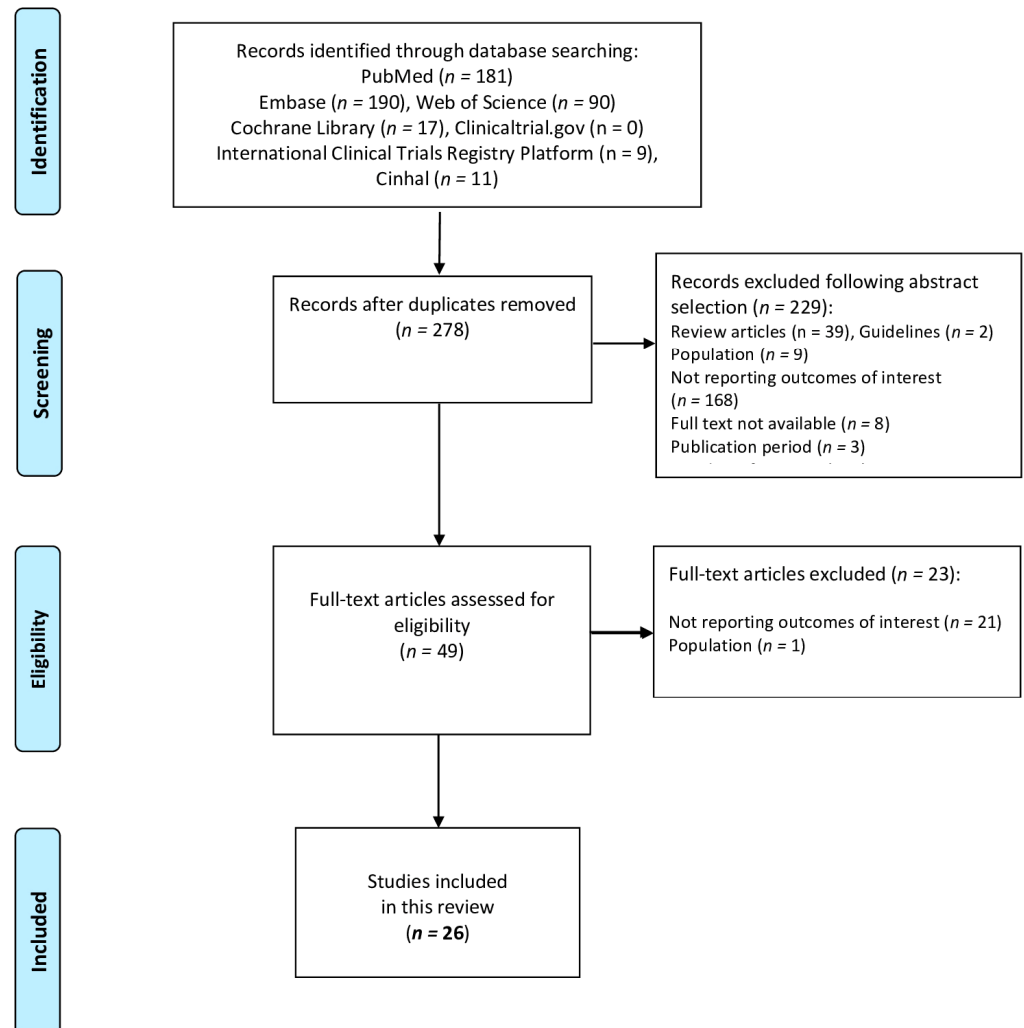 Identification
Records identified through database searching:
PubMed (n = 181)
Embase (n = 190), Web of Science (n = 90)
Cochrane Library (n = 17), Clinicaltrial.gov (n = 0)
International Clinical Trials Registry Platform (n = 9),
Cinhal (n = 11)
Screening
Records after duplicates removed
(n = 278)
Records excluded following abstract
selection (n = 229):
Review articles (n = 39), Guidelines (n = 2)
Population (n = 9)
Not reporting outcomes of interest
(n = 168)
Full text not available (n = 8)
Publication period (n = 3)
Eligibility
Full-text articles assessed for
eligibility
(n = 49)
Full-text articles excluded (n = 23):
Not reporting outcomes of interest (n = 21)
Population (n = 1)
Included
Studies included
in this review
(n = 26)